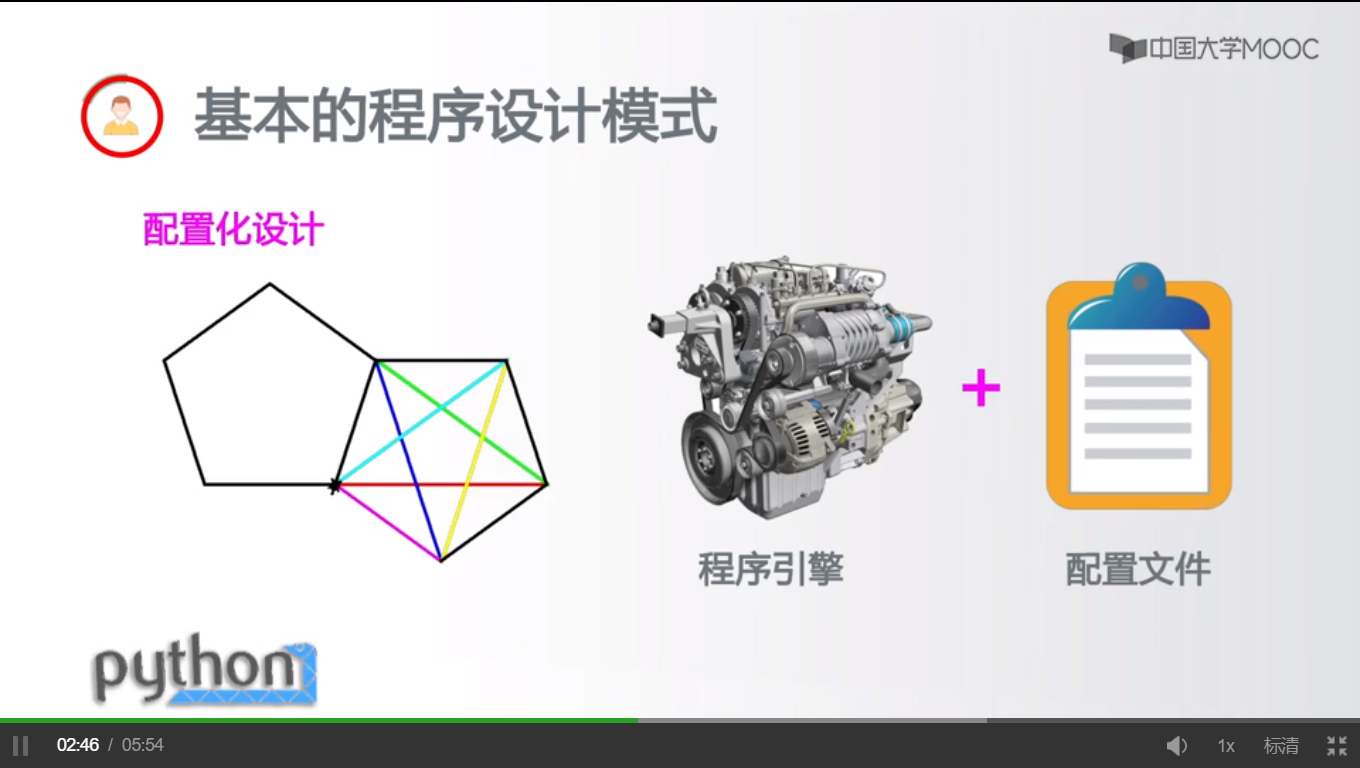 中国大学MOOC
基本的程序设计模式
配置化设计
程序引擎
配置文件
python
02:46 / 05:54
1x
标清